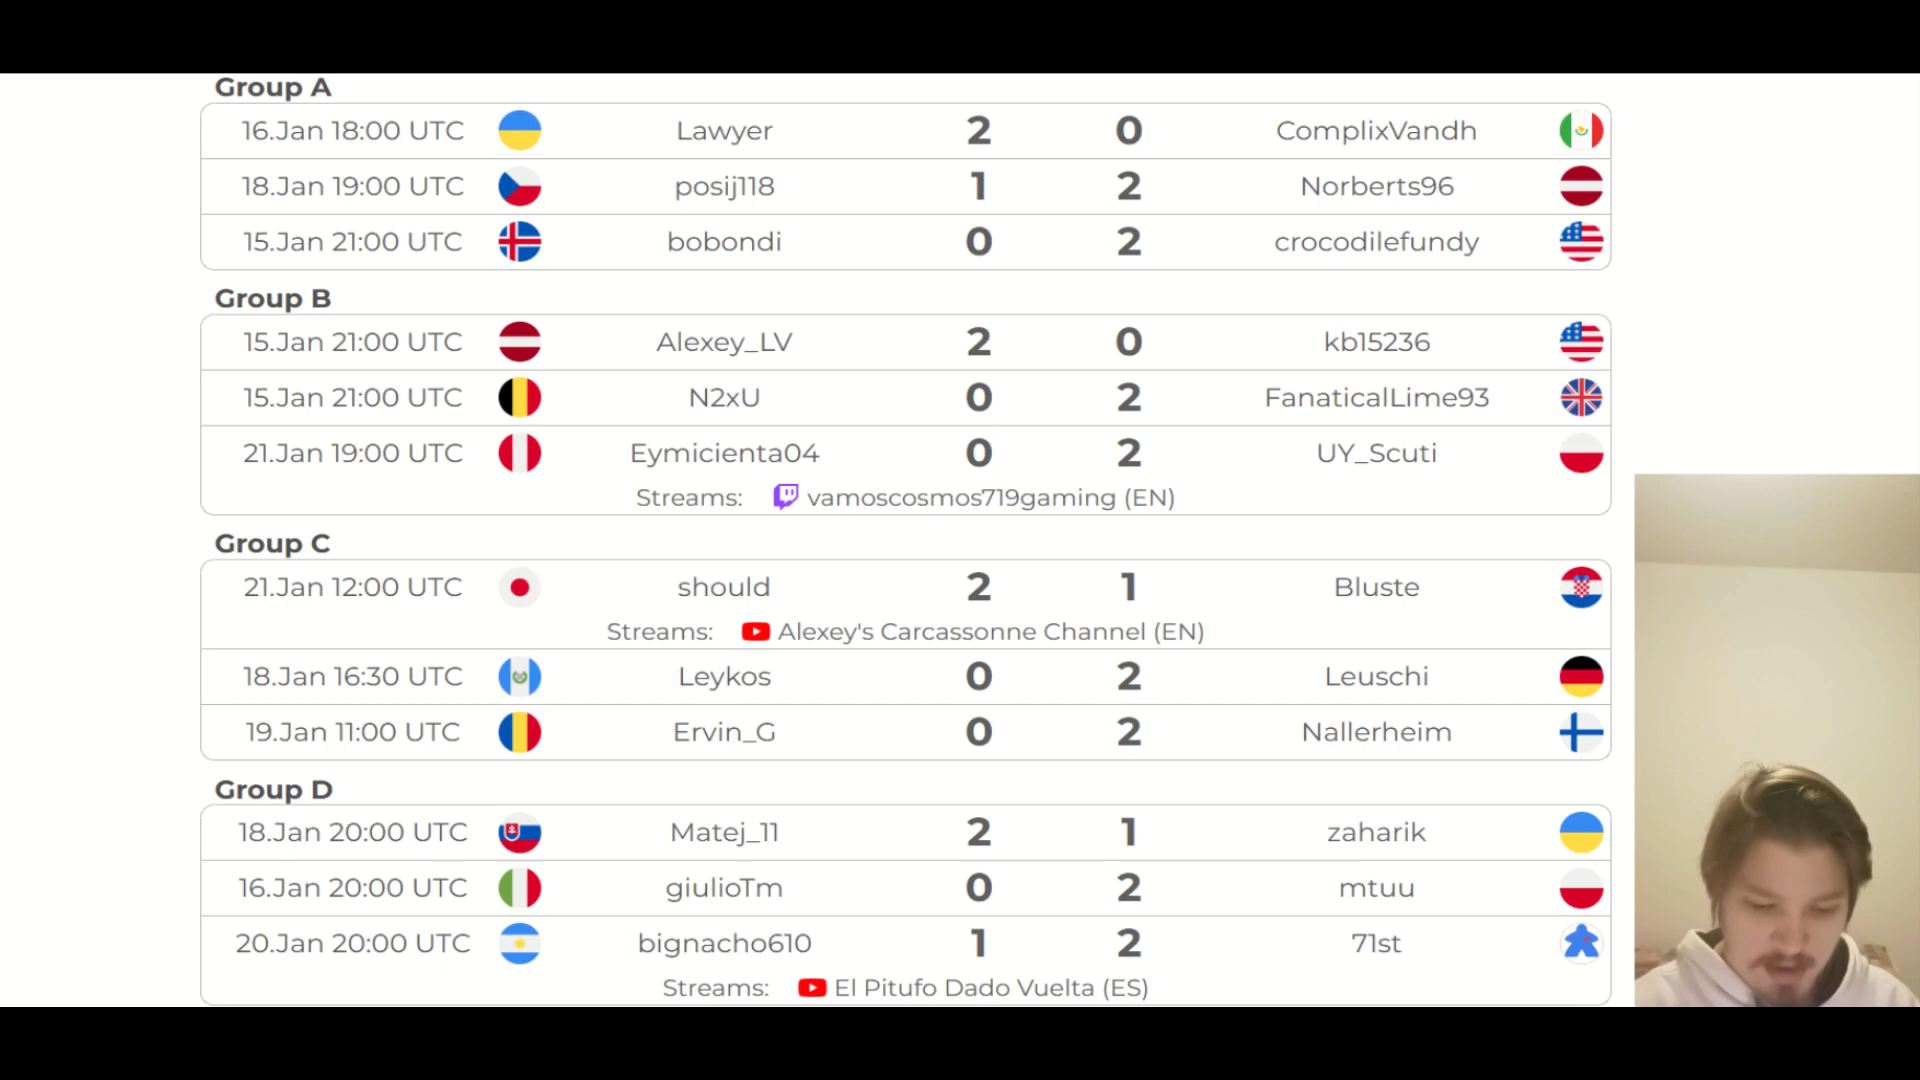 Group A
16.Jan 18:00 UTC Lawyer 2 0 ComplixVandh
18.Jan 19:00 UTC posij118 1 2 Norberts96
15.Jan 21:00 UTC bobondi 0 2 crocodilefundy
Group B
15.Jan 21:00 UTC Alexey_LV 2 0 kb15236
15.Jan 21:00 UTC N2xU 0 2 FanaticalLime93
21.Jan 19:00 UTC Eymicienta04 0 2 UY_Scuti
Streams: vamoscosmos719gaming (EN)
Group C
21.Jan 12:00 UTC should 2 1 Bluste
Streams: Alexey's Carcassonne Channel (EN)
18.Jan 16:30 UTC Leykos 0 2 Leuschi
19.Jan 11:00 UTC Ervin_G 0 2 Nallerheim
Group D
18.Jan 20:00 UTC Matej_11 2 1 zaharik
16.Jan 20:00 UTC giulioTm 0 2 mtuu
20.Jan 20:00 UTC bignacho610 1 2 71st
Streams: El Pitufo Dado Vuelta (ES)